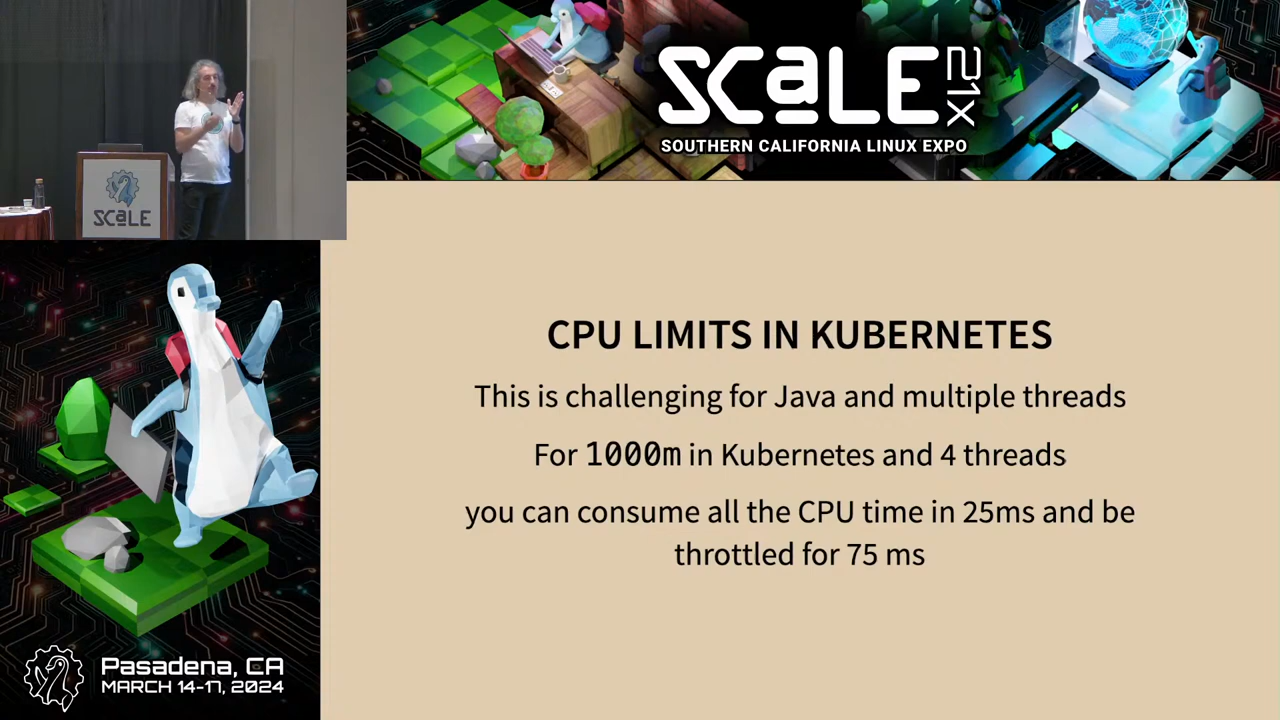 SCaLE
21x
SOUTHERN CALIFORNIA LINUX EXPO
SCaLE
CPU LIMITS IN KUBERNETES
This is challenging for Java and multiple threads
For 1000m in Kubernetes and 4 threads
you can consume all the CPU time in 25ms and be
throttled for 75 ms
Pasadena, CA
MARCH 14-17, 2024